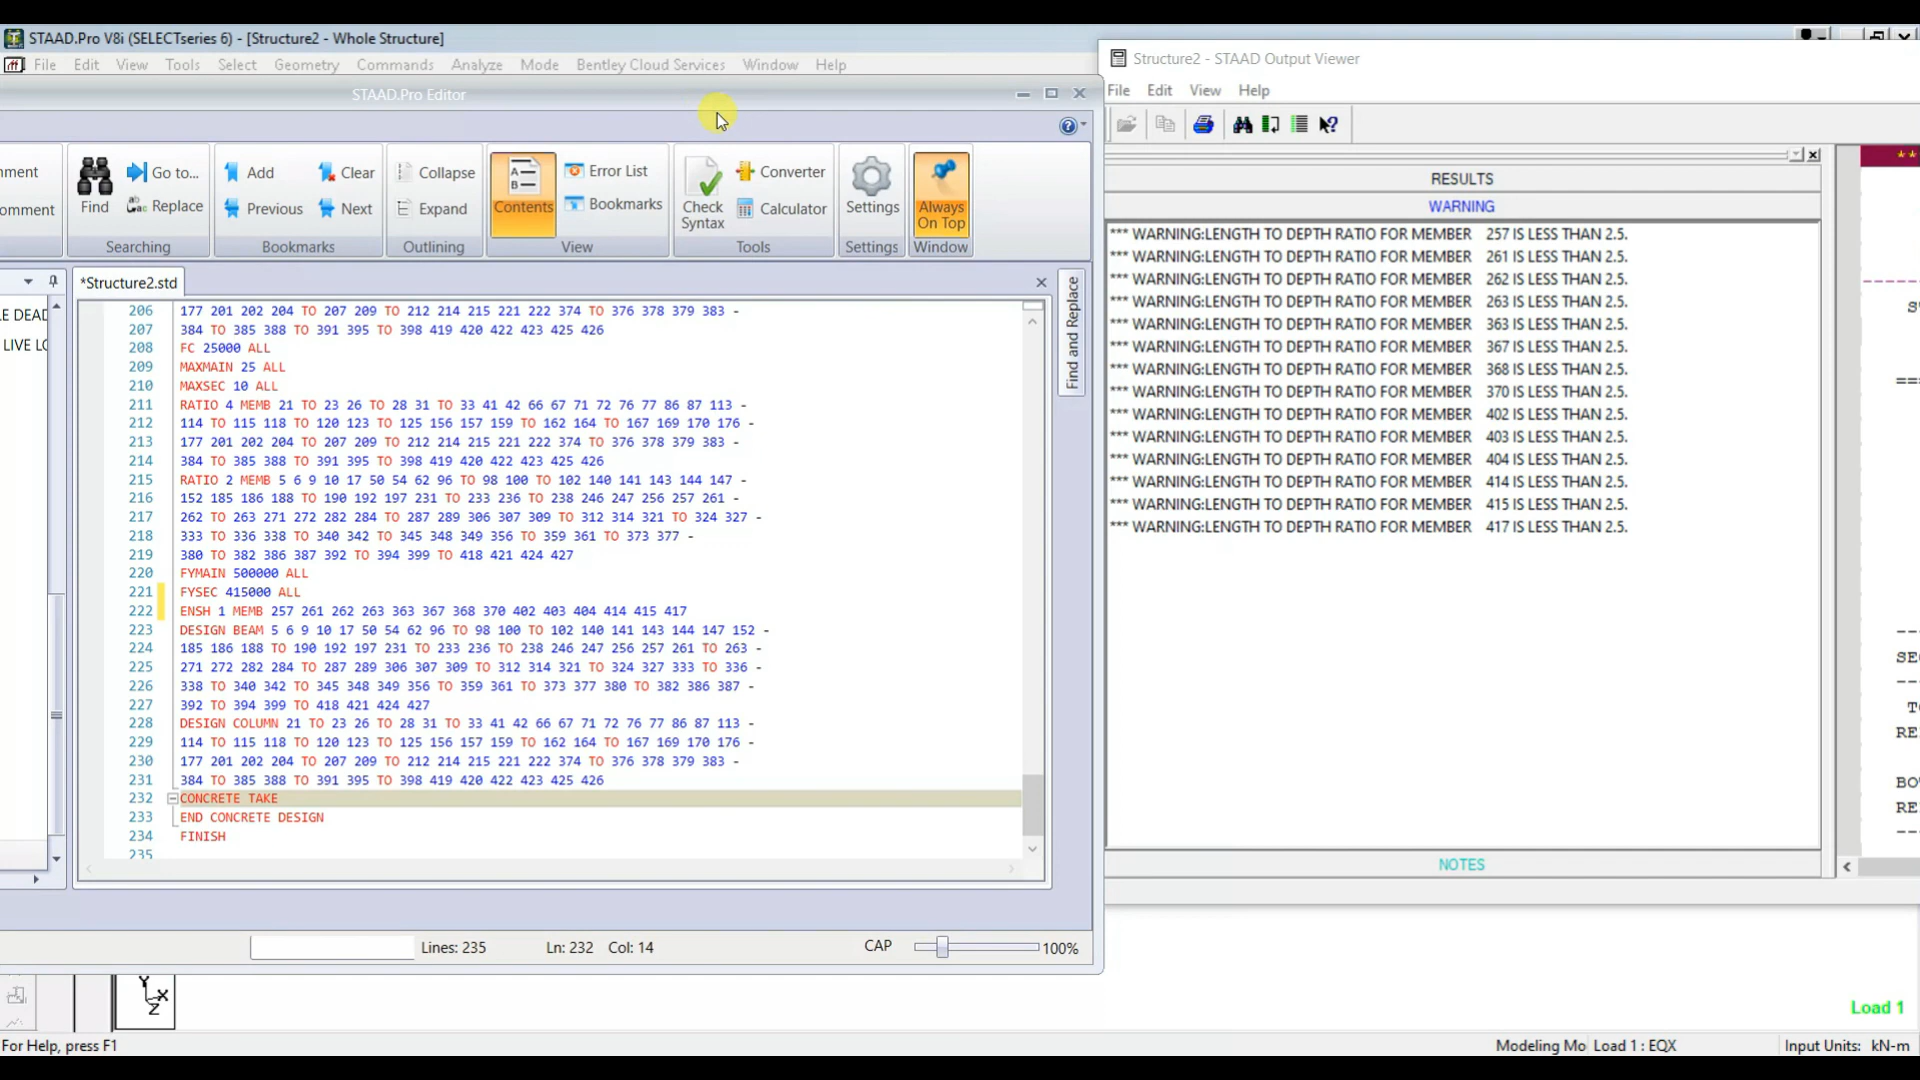 STAAD.Pro V8i (SELECTseries 6) - [Structure2 - Whole Structure]
File Edit View Tools Select Geometry Commands Analyze Mode Bentley Cloud Services Window Help
STAAD.Pro Editor
Find
Go to...
Replace
Searching
Add
Previous
Clear
Next
Bookmarks
Collapse
Expand
Outlining
Contents
Error List
Bookmarks
View
Check Syntax
Converter
Calculator
Tools
Settings
Settings
Always On Top
Window
*Structure2.std
Find and Replace
206 177 201 202 204 TO 207 209 TO 212 214 215 221 222 374 TO 376 378 379 383 -
207 384 TO 385 388 TO 391 395 TO 398 419 420 422 423 425 426
208 FC 25000 ALL
209 MAXMAIN 25 ALL
210 MAXSEC 10 ALL
211 RATIO 4 MEMB 21 TO 23 26 TO 28 31 TO 33 41 42 66 67 71 72 76 77 86 87 113 -
212 114 TO 115 118 TO 120 123 TO 125 156 157 159 TO 162 164 TO 167 169 170 176 -
213 177 201 202 204 TO 207 209 TO 212 214 215 221 222 374 TO 376 378 379 383 -
214 384 TO 385 388 TO 391 395 TO 398 419 420 422 423 425 426
215 RATIO 2 MEMB 5 6 9 10 17 50 54 62 96 TO 98 100 TO 102 140 141 143 144 147 -
216 152 185 186 188 TO 190 192 197 231 TO 233 236 TO 238 246 247 256 257 261 -
217 262 TO 263 271 272 282 284 TO 287 289 306 307 309 TO 312 314 321 TO 324 327 -
218 333 TO 336 338 TO 340 342 TO 345 348 349 356 TO 359 361 TO 373 377 -
219 380 TO 382 386 387 392 TO 394 399 TO 418 421 424 427
220 FYMAIN 500000 ALL
221 FYSEC 415000 ALL
222 ENSH 1 MEMB 257 261 262 263 363 367 368 370 402 403 404 414 415 417
223 DESIGN BEAM 5 6 9 10 17 50 54 62 96 TO 98 100 TO 102 140 141 143 144 147 152 -
224 185 186 188 TO 190 192 197 231 TO 233 236 TO 238 246 247 256 257 261 TO 263 -
225 271 272 282 284 TO 287 289 306 307 309 TO 312 314 321 TO 324 327 333 TO 336 -
226 338 TO 340 342 TO 345 348 349 356 TO 359 361 TO 373 377 380 TO 382 386 387 -
227 392 TO 394 399 TO 418 421 424 427
228 DESIGN COLUMN 21 TO 23 26 TO 28 31 TO 33 41 42 66 67 71 72 76 77 86 87 113 -
229 114 TO 115 118 TO 120 123 TO 125 156 157 159 TO 162 164 TO 167 169 170 176 -
230 177 201 202 204 TO 207 209 TO 212 214 215 221 222 374 TO 376 378 379 383 -
231 384 TO 385 388 TO 391 395 TO 398 419 420 422 423 425 426
232 CONCRETE TAKE
233 END CONCRETE DESIGN
234 FINISH
235
Lines: 235 Ln: 232 Col: 14 CAP 100%
Structure2 - STAAD Output Viewer
File Edit View Help
RESULTS
WARNING
*** WARNING:LENGTH TO DEPTH RATIO FOR MEMBER 257 IS LESS THAN 2.5.
*** WARNING:LENGTH TO DEPTH RATIO FOR MEMBER 261 IS LESS THAN 2.5.
*** WARNING:LENGTH TO DEPTH RATIO FOR MEMBER 262 IS LESS THAN 2.5.
*** WARNING:LENGTH TO DEPTH RATIO FOR MEMBER 263 IS LESS THAN 2.5.
*** WARNING:LENGTH TO DEPTH RATIO FOR MEMBER 363 IS LESS THAN 2.5.
*** WARNING:LENGTH TO DEPTH RATIO FOR MEMBER 367 IS LESS THAN 2.5.
*** WARNING:LENGTH TO DEPTH RATIO FOR MEMBER 368 IS LESS THAN 2.5.
*** WARNING:LENGTH TO DEPTH RATIO FOR MEMBER 370 IS LESS THAN 2.5.
*** WARNING:LENGTH TO DEPTH RATIO FOR MEMBER 402 IS LESS THAN 2.5.
*** WARNING:LENGTH TO DEPTH RATIO FOR MEMBER 403 IS LESS THAN 2.5.
*** WARNING:LENGTH TO DEPTH RATIO FOR MEMBER 404 IS LESS THAN 2.5.
*** WARNING:LENGTH TO DEPTH RATIO FOR MEMBER 414 IS LESS THAN 2.5.
*** WARNING:LENGTH TO DEPTH RATIO FOR MEMBER 415 IS LESS THAN 2.5.
*** WARNING:LENGTH TO DEPTH RATIO FOR MEMBER 417 IS LESS THAN 2.5.
NOTES
Y X Z
Load 1
For Help, press F1
Modeling Mo Load 1 : EQX Input Units: kN-m